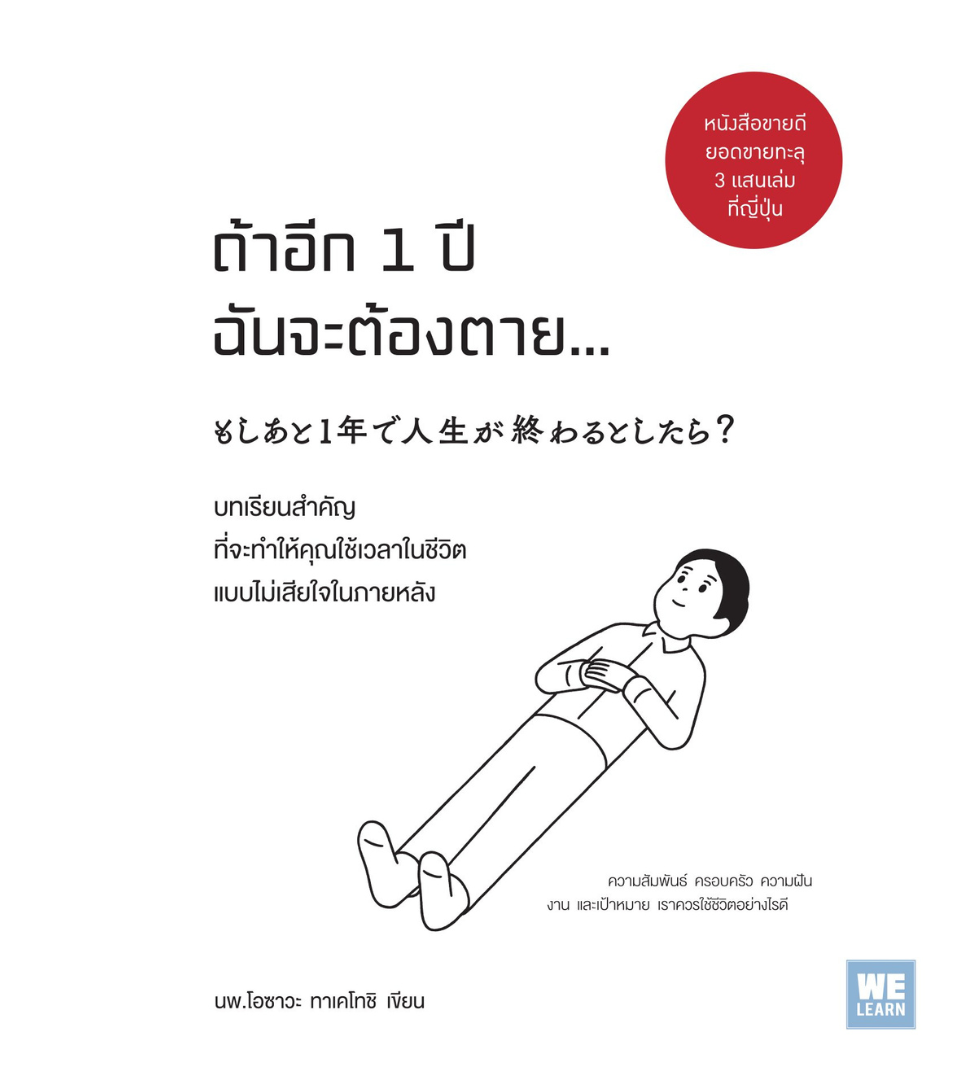 หนังสือขายดี
ยอดขายทะลุ
3 แสนเล่ม
ที่ญี่ปุ่น
ถ้าอีก 1 ปี
ฉันจะต้องตาย...
もしあと1年で人生が終わるとしたら？
บทเรียนสำคัญ
ที่จะทำให้คุณใช้เวลาในชีวิต
แบบไม่เสียใจในภายหลัง
ความสัมพันธ์ ครอบครัว ความฝัน
งาน และเป้าหมาย เราควรใช้ชีวิตอย่างไรดี
นพ.โอซาวะ ทาเคโทชิ เขียน
WE
LEARN